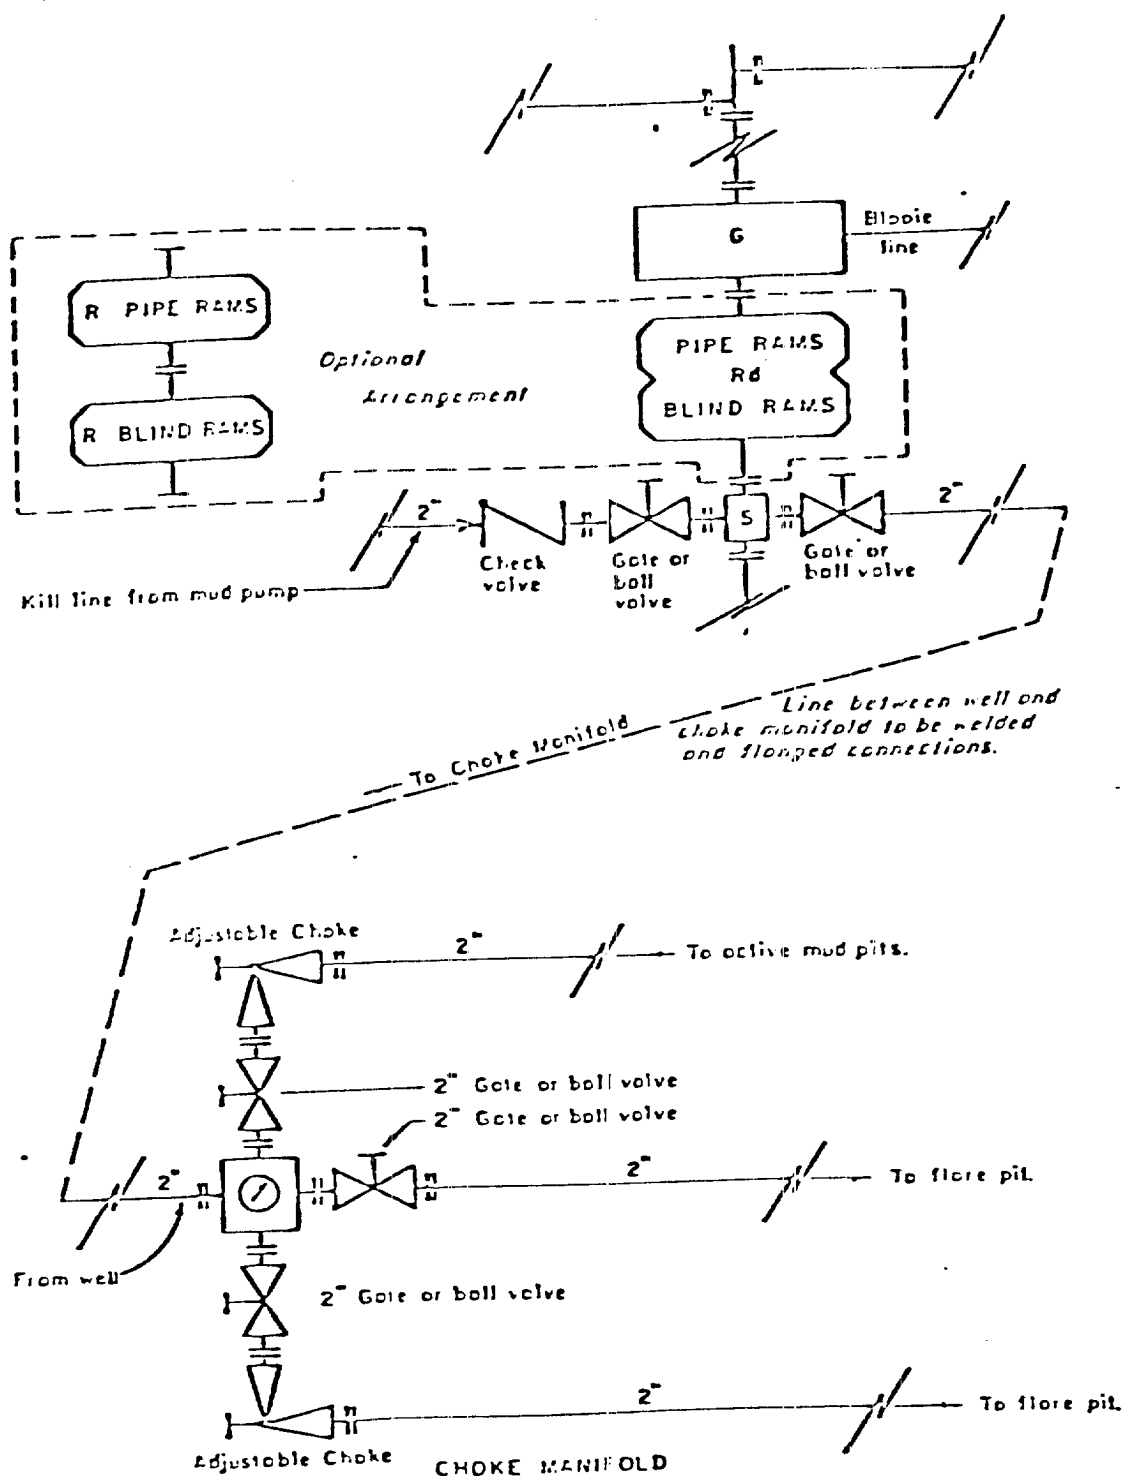 G
Blooie
line
R PIPE RAMS
R BLIND RAMS
Optional
Arrangement
PIPE RAMS
Rd
BLIND RAMS
2"
Check
valve
Gate or
ball
valve
S
Gate or
ball valve
2"
Kill line from mud pump
Line between well and
choke manifold to be welded
and flanged connections.
To Choke Manifold
Adjustable Choke
2"
To active mud pits.
2" Gate or ball valve
2" Gate or ball valve
2"
2"
To flare pit.
From well
2" Gate or ball valve
2"
To flare pit.
Adjustable Choke
CHOKE MANIFOLD